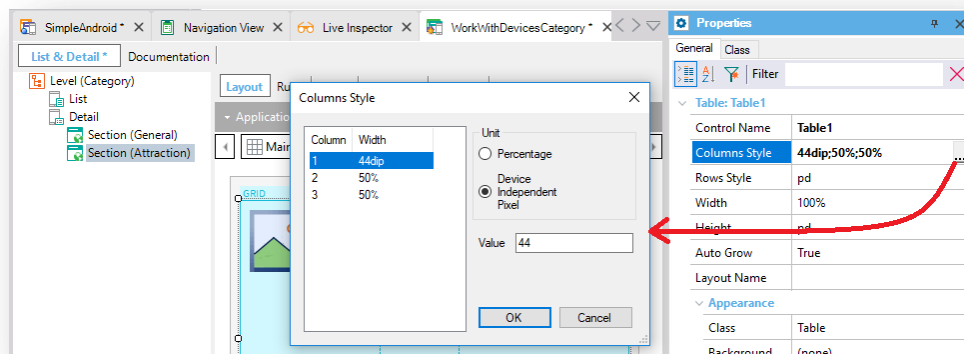 SimpleAndroid * Navigation View Live Inspector WorkWithDevicesCategory *
List & Detail * Documentation
Level (Category)
List
Detail
Section (General)
Section (Attraction)
Layout
Columns Style
Column Width
1 44dip
2 50%
3 50%
Unit
Percentage
Device
Independent
Pixel
Value 44
OK Cancel
GRID
Properties
General Class
Filter
Table: Table1
Control Name Table1
Columns Style 44dip;50%;50% ...
Rows Style pd
Width 100%
Height pd
Auto Grow True
Layout Name
Appearance
Class Table
Background (none)